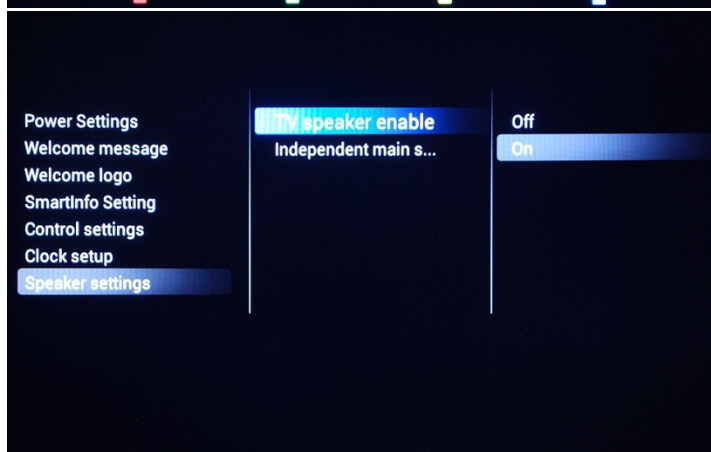 Power Settings
Welcome message
Welcome logo
SmartInfo Setting
Control settings
Clock setup
Speaker settings
TV speaker enable
Independent main s...
Off
On